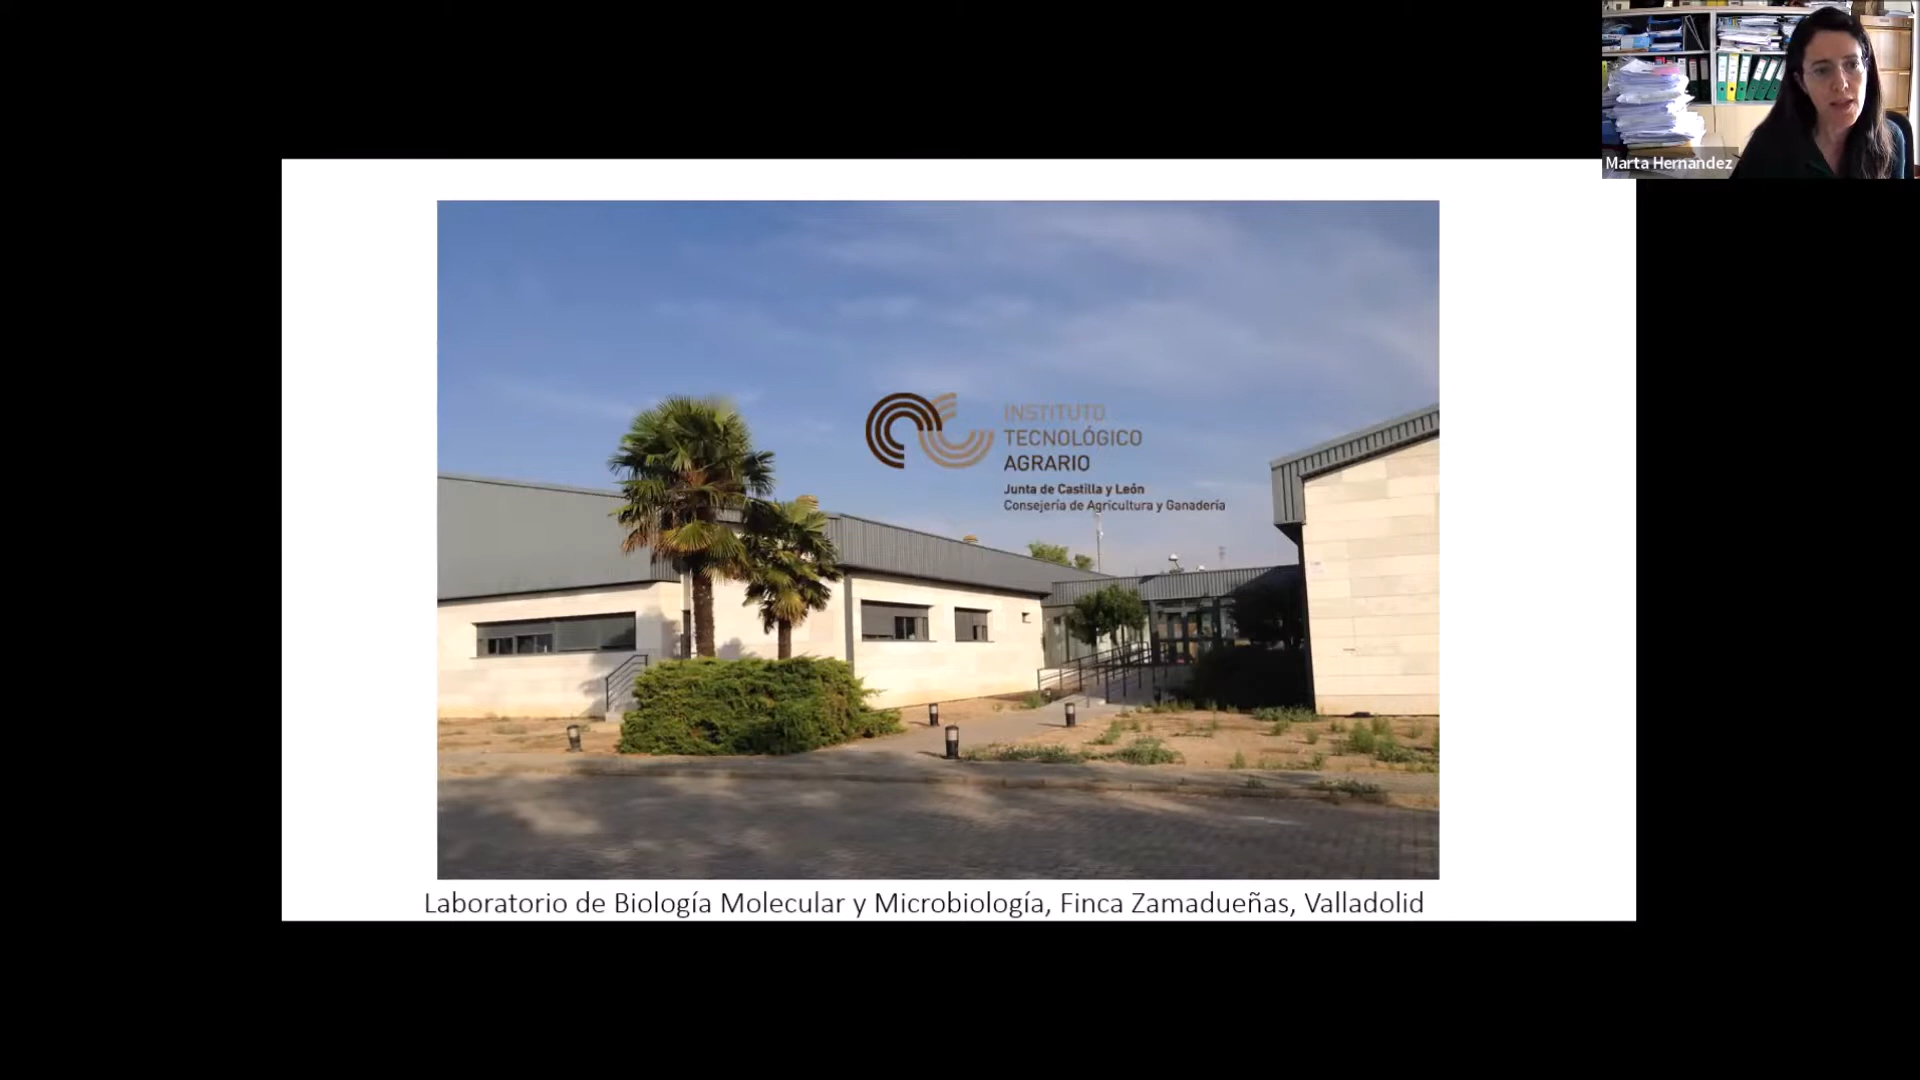 Marta Hernandez
INSTITUTO
TECNOLÓGICO
AGRARIO
Junta de Castilla y León
Consejería de Agricultura y Ganadería
Laboratorio de Biología Molecular y Microbiología, Finca Zamadueñas, Valladolid